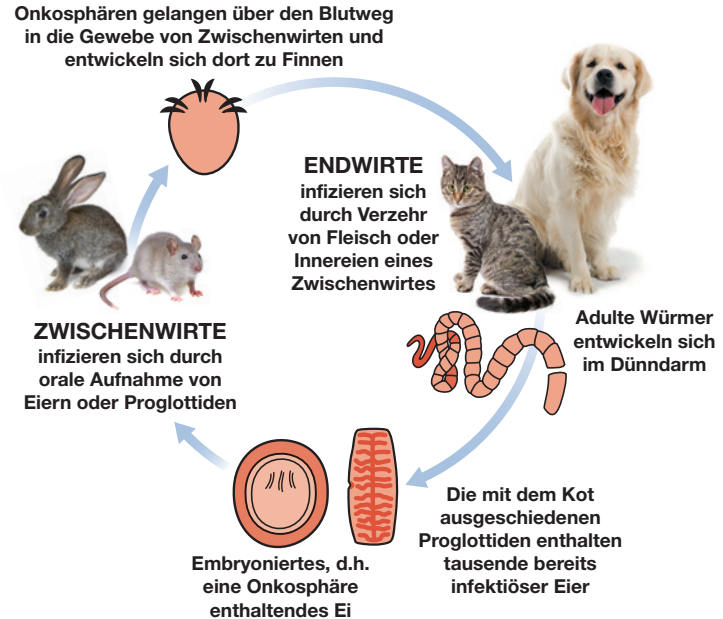 Onkosphären gelangen über den Blutweg
in die Gewebe von Zwischenwirten und
entwickeln sich dort zu Finnen
ENDWIRTE
infizieren sich
durch Verzehr
von Fleisch oder
Innereien eines
Zwischenwirtes
Adulte Würmer
entwickeln sich
im Dünndarm
Die mit dem Kot
ausgeschiedenen
Proglottiden enthalten
tausende bereits
infektiöser Eier
Embryoniertes, d.h.
eine Onkosphäre
enthaltendes Ei
ZWISCHENWIRTE
infizieren sich durch
orale Aufnahme von
Eiern oder Proglottiden